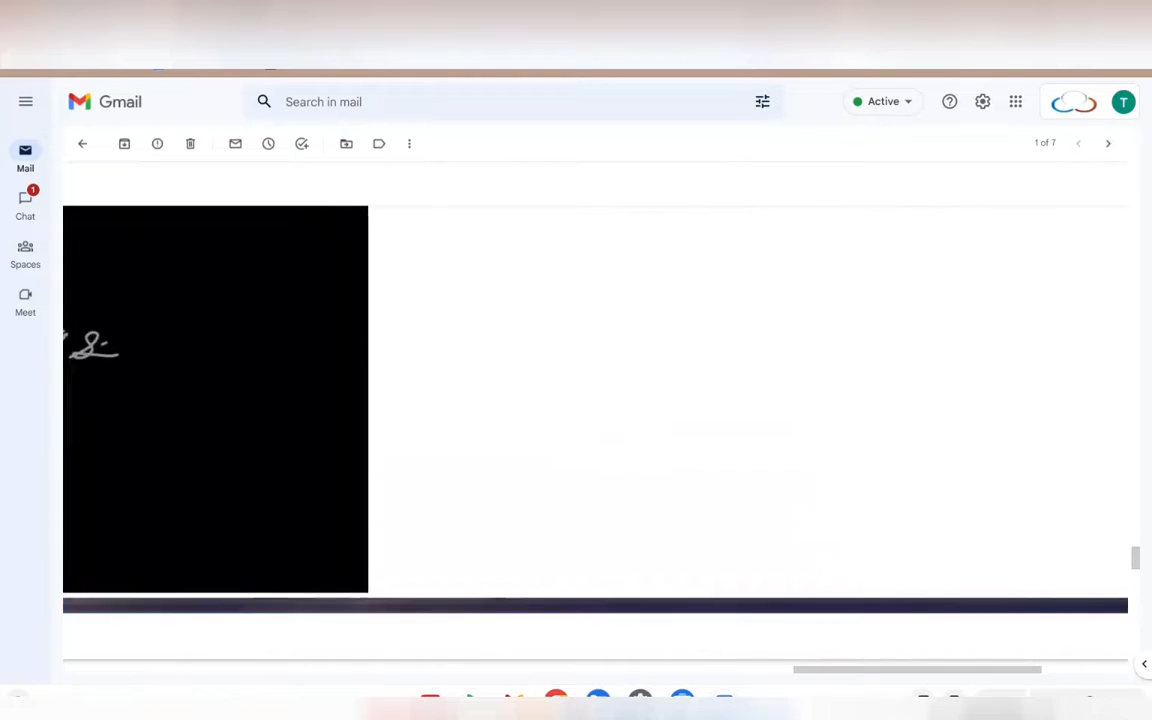 Gmail
Search in mail
Active
T
1 of 7
Mail
1
Chat
Spaces
Meet